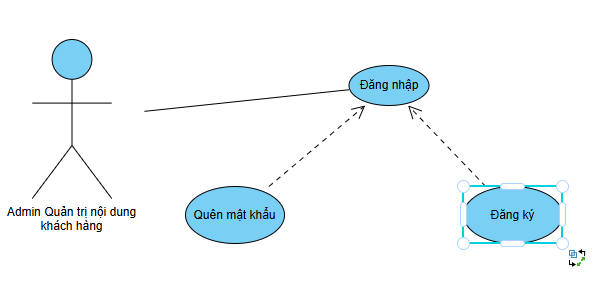 Đăng nhập
Admin Quản trị nội dung
khách hàng
Quên mật khẩu
Đăng ký